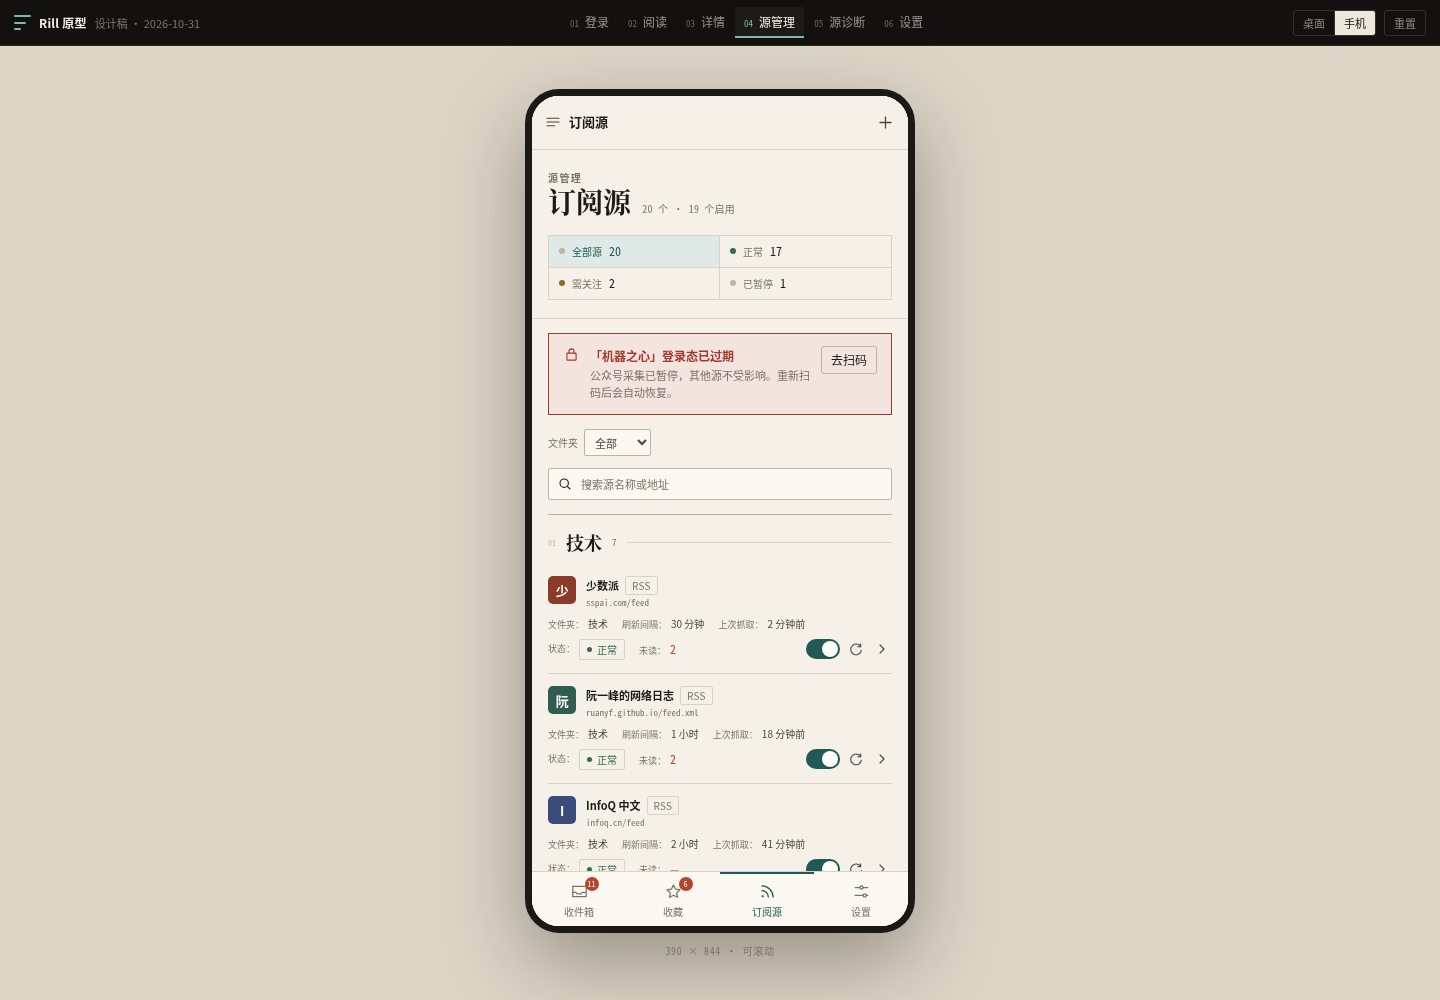 Rill 原型 设计稿 · 2026-10-31
01 登录 02 阅读 03 详情 04 源管理 05 源诊断 06 设置
桌面 手机 重置
订阅源
源管理
订阅源 20 个 · 19 个启用
全部源 20 正常 17
需关注 2 已暂停 1
「机器之心」登录态已过期 去扫码
公众号采集已暂停，其他源不受影响。重新扫
码后会自动恢复。
文件夹 全部
搜索源名称或地址
01 技术 7
少 少数派 RSS
sspai.com/feed
文件夹： 技术 刷新间隔： 30 分钟 上次抓取： 2 分钟前
状态： 正常 未读： 2
阮 阮一峰的网络日志 RSS
ruanyf.github.io/feed.xml
文件夹： 技术 刷新间隔： 1 小时 上次抓取： 18 分钟前
状态： 正常 未读： 2
I InfoQ 中文 RSS
infoq.cn/feed
文件夹： 技术 刷新间隔： 2 小时 上次抓取： 41 分钟前
状态： 正常 未读：
11 6
收件箱 收藏 订阅源 设置
390 × 844 · 可滚动